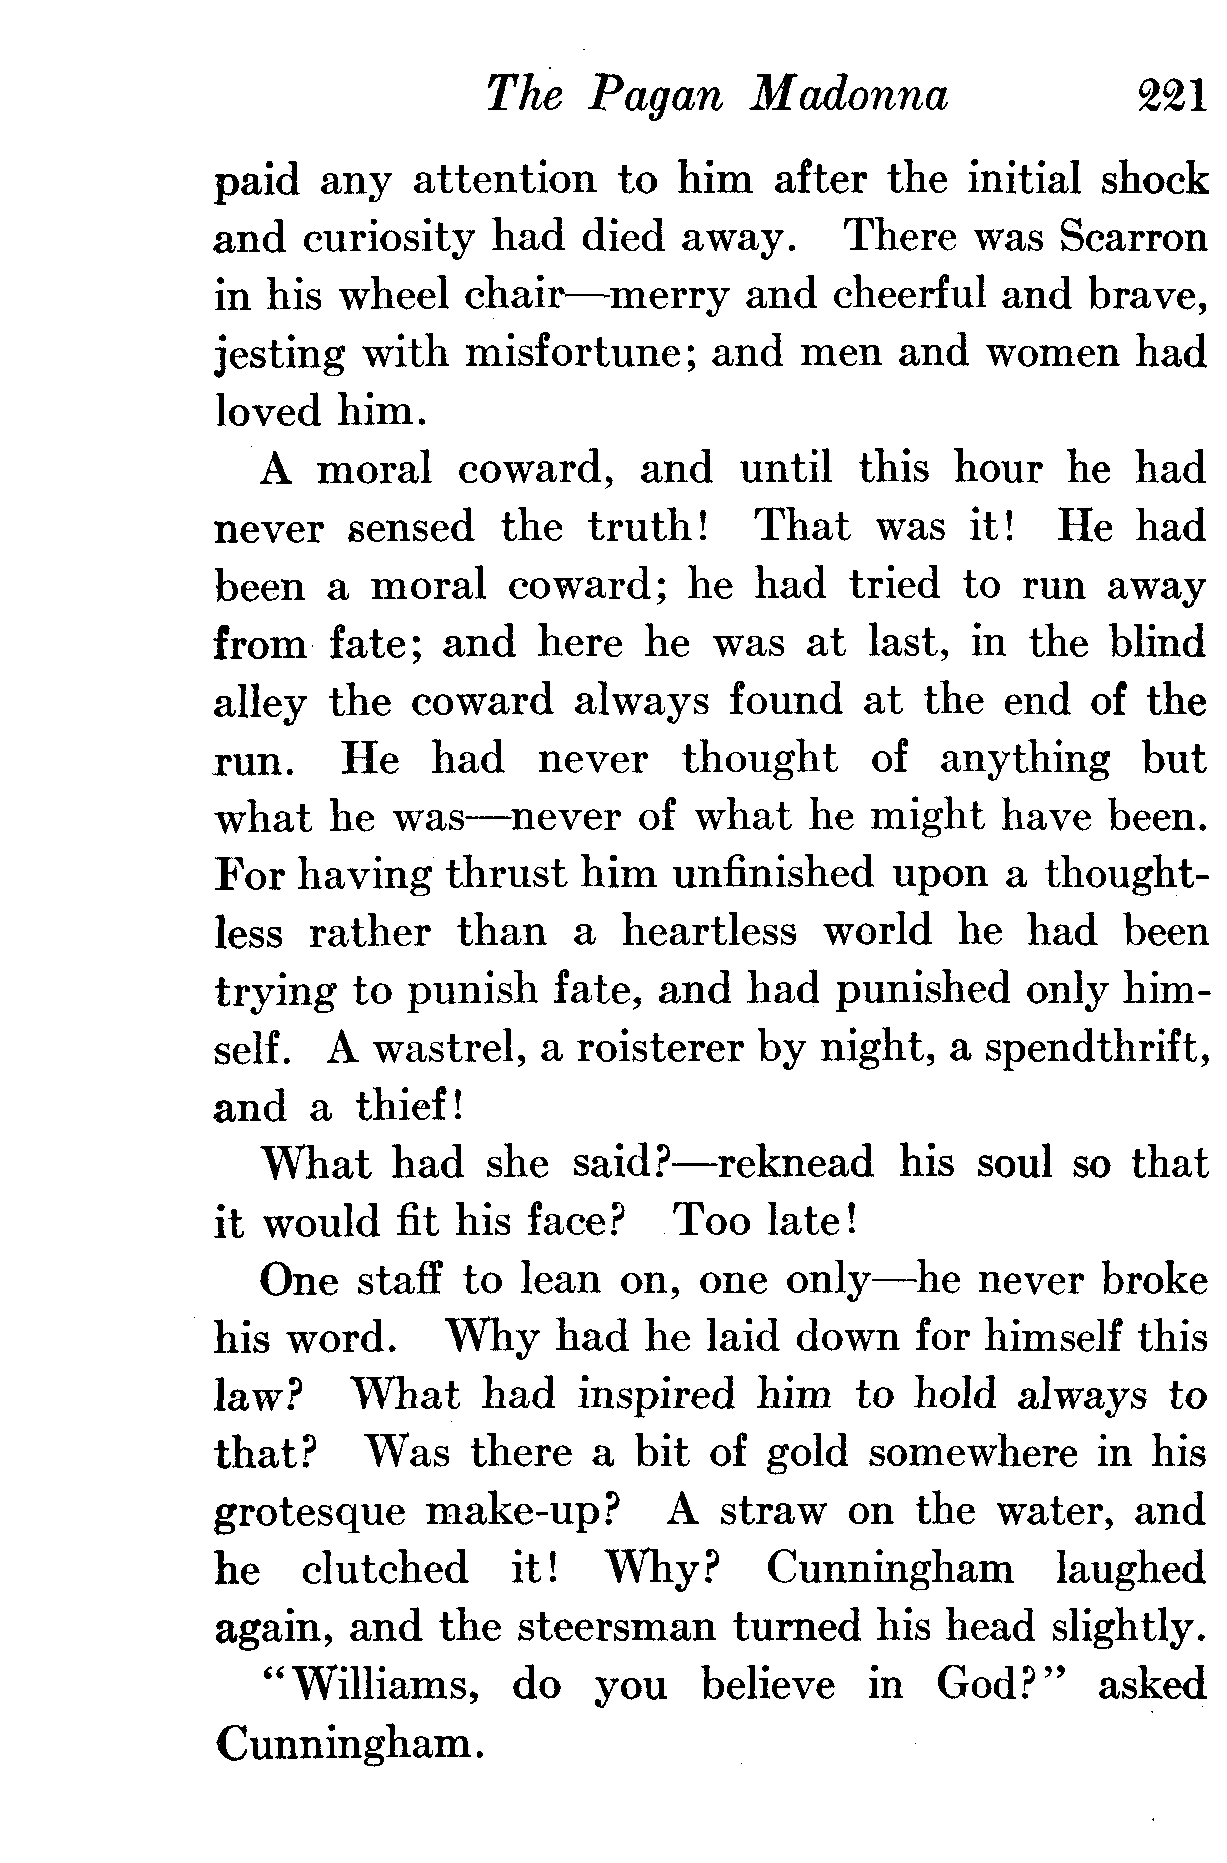 The Pagan Madonna 221
paid any attention to him after the initial shock
and curiosity had died away. There was Scarron
in his wheel chair—merry and cheerful and brave,
jesting with misfortune; and men and women had
loved him.
A moral coward, and until this hour he had
never sensed the truth! That was it! He had
been a moral coward; he had tried to run away
from fate; and here he was at last, in the blind
alley the coward always found at the end of the
run. He had never thought of anything but
what he was—never of what he might have been.
For having thrust him unfinished upon a thought-
less rather than a heartless world he had been
trying to punish fate, and had punished only him-
self. A wastrel, a roisterer by night, a spendthrift,
and a thief!
What had she said?—reknead his soul so that
it would fit his face? Too late!
One staff to lean on, one only—he never broke
his word. Why had he laid down for himself this
law? What had inspired him to hold always to
that? Was there a bit of gold somewhere in his
grotesque make-up? A straw on the water, and
he clutched it! Why? Cunningham laughed
again, and the steersman turned his head slightly.
“Williams, do you believe in God?” asked
Cunningham.